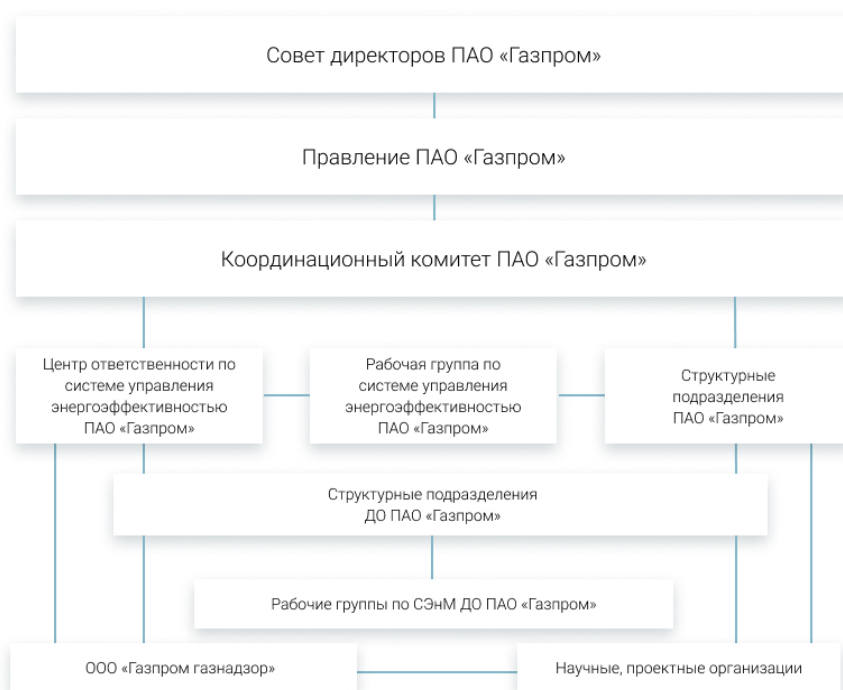 Совет директоров ПАО «Газпром»
Правление ПАО «Газпром»
Координационный комитет ПАО «Газпром»
Центр ответственности по
системе управления
энергоэффективностью
ПАО «Газпром»
Рабочая группа по
системе управления
энергоэффективностью
ПАО «Газпром»
Структурные
подразделения
ПАО «Газпром»
Структурные подразделения
ДО ПАО «Газпром»
Рабочие группы по СЭнМ ДО ПАО «Газпром»
ООО «Газпром газнадзор»
Научные, проектные организации